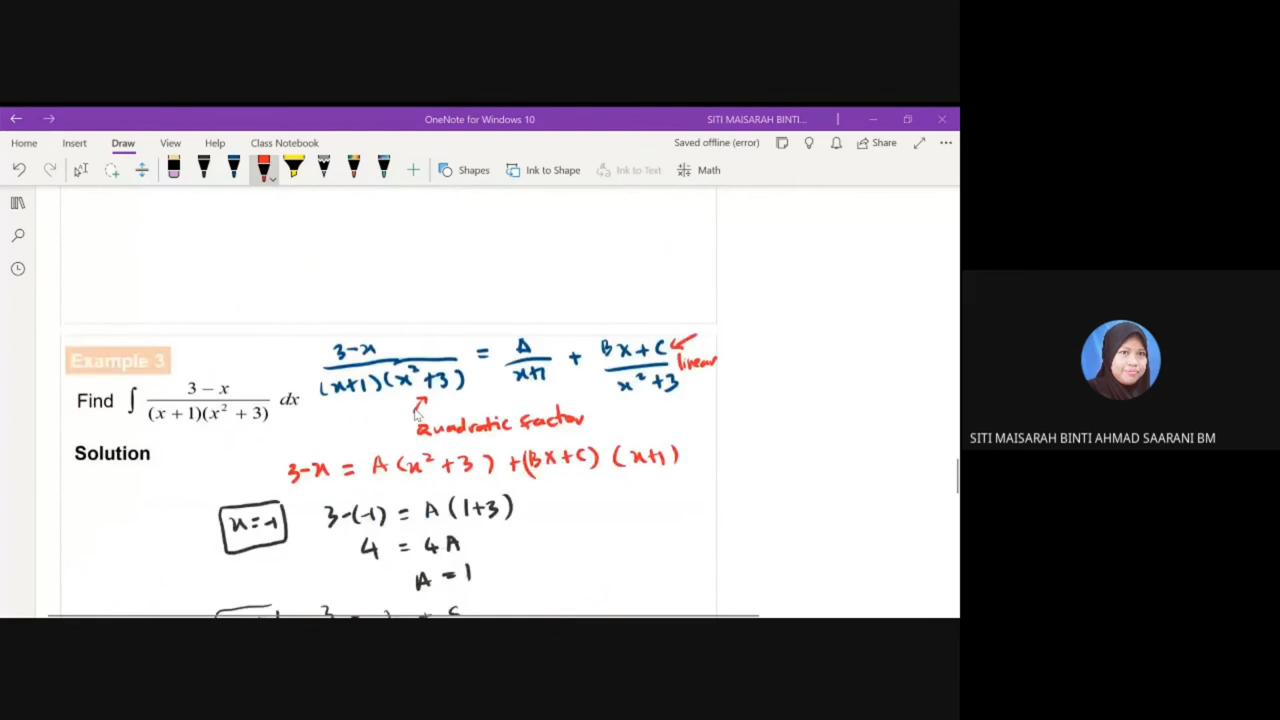 OneNote for Windows 10
SITI MAISARAH BINTI...
Home Insert Draw View Help Class Notebook
Saved offline (error)
Share
Shapes
Ink to Shape
Ink to Text
Math
Example 3
3-x / (x+1)(x²+3) = A / x+1 + Bx+C / x²+3
linear
Find ∫ 3 − x / (x + 1)(x² + 3) dx
Quadratic Factor
Solution
3-x = A(x²+3) + (Bx+C) (x+1)
x=-1 3-(-1) = A(1+3)
4 = 4A
A = 1
SITI MAISARAH BINTI AHMAD SAARANI BM